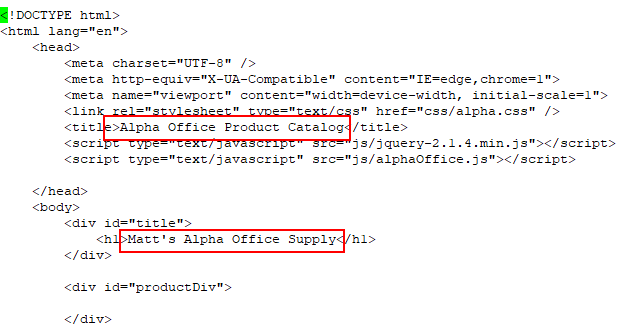 <!DOCTYPE html>
<html lang="en">
    <head>
        <meta charset="UTF-8" />
        <meta http-equiv="X-UA-Compatible" content="IE=edge,chrome=1">
        <meta name="viewport" content="width=device-width, initial-scale=1">
        <link rel="stylesheet" type="text/css" href="css/alpha.css" />
        <title>Alpha Office Product Catalog</title>
        <script type="text/javascript" src="js/jquery-2.1.4.min.js"></script>
        <script type="text/javascript" src="js/alphaOffice.js"></script>

    </head>
    <body>
        <div id="title">
            <h1>Matt's Alpha Office Supply</h1>
        </div>

        <div id="productDiv">

        </div>